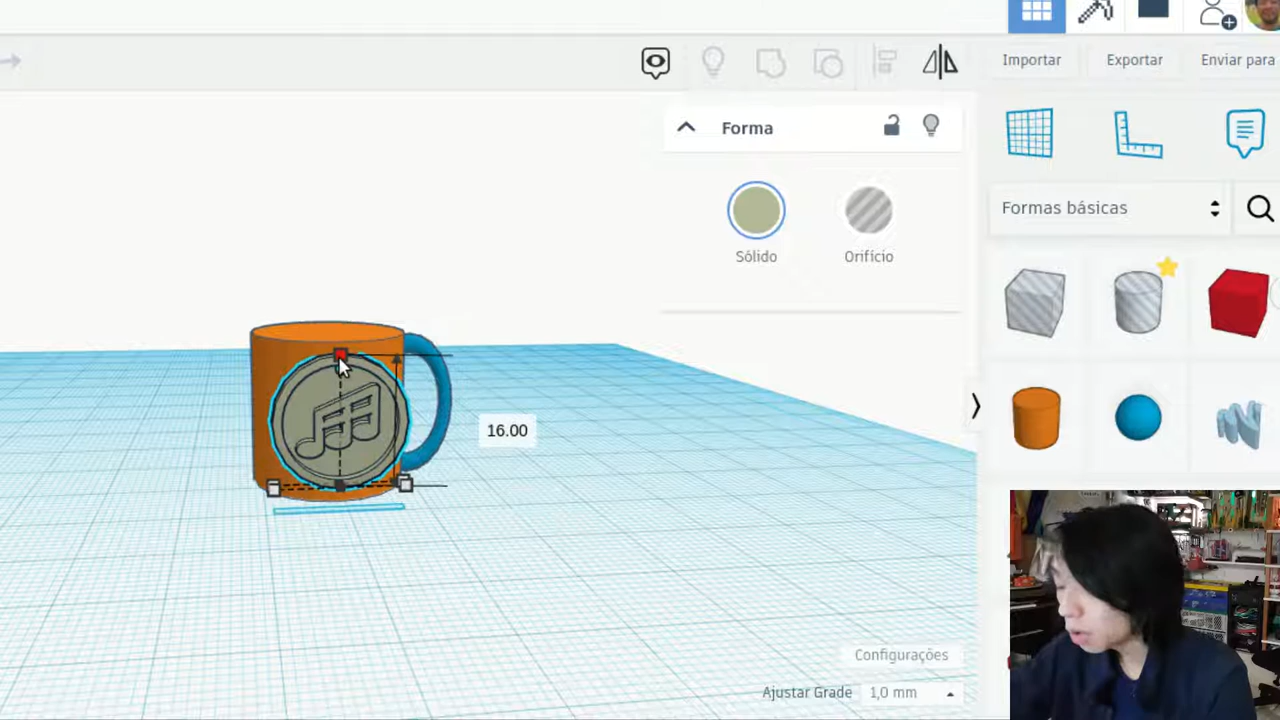 Importar
Exportar
Enviar para
Forma
Sólido
Orifício
Formas básicas
16.00
Configurações
Ajustar Grade 1,0 mm